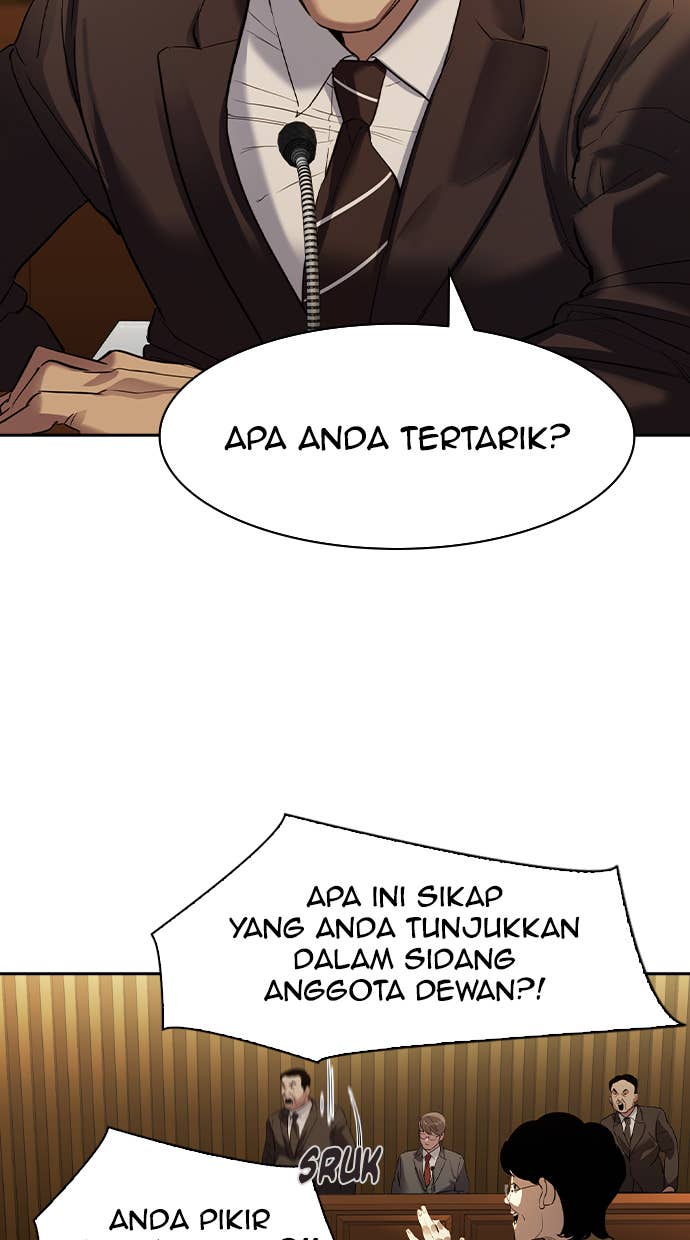 APA ANDA TERTARIK?
APA INI SIKAP
YANG ANDA TUNJUKKAN
DALAM SIDANG
ANGGOTA DEWAN?!
SRUK
ANDA PIKIR